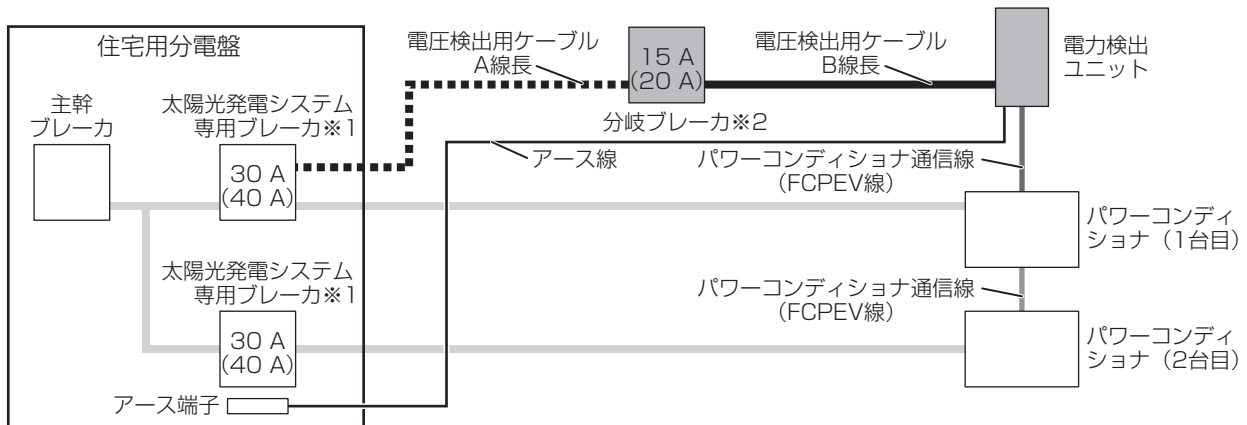 住宅用分電盤
主幹
ブレーカ
太陽光発電システム
専用ブレーカ※1
30 A
(40 A)
電圧検出用ケーブル
A線長
15 A
(20 A)
分岐ブレーカ※2
電圧検出用ケーブル
B線長
電力検出
ユニット
アース線
パワーコンディショナ通信線
(FCPEV線)
パワーコンディ
ショナ（1台目）
太陽光発電システム
専用ブレーカ※1
30 A
(40 A)
パワーコンディショナ通信線
(FCPEV線)
パワーコンディ
ショナ（2台目）
アース端子